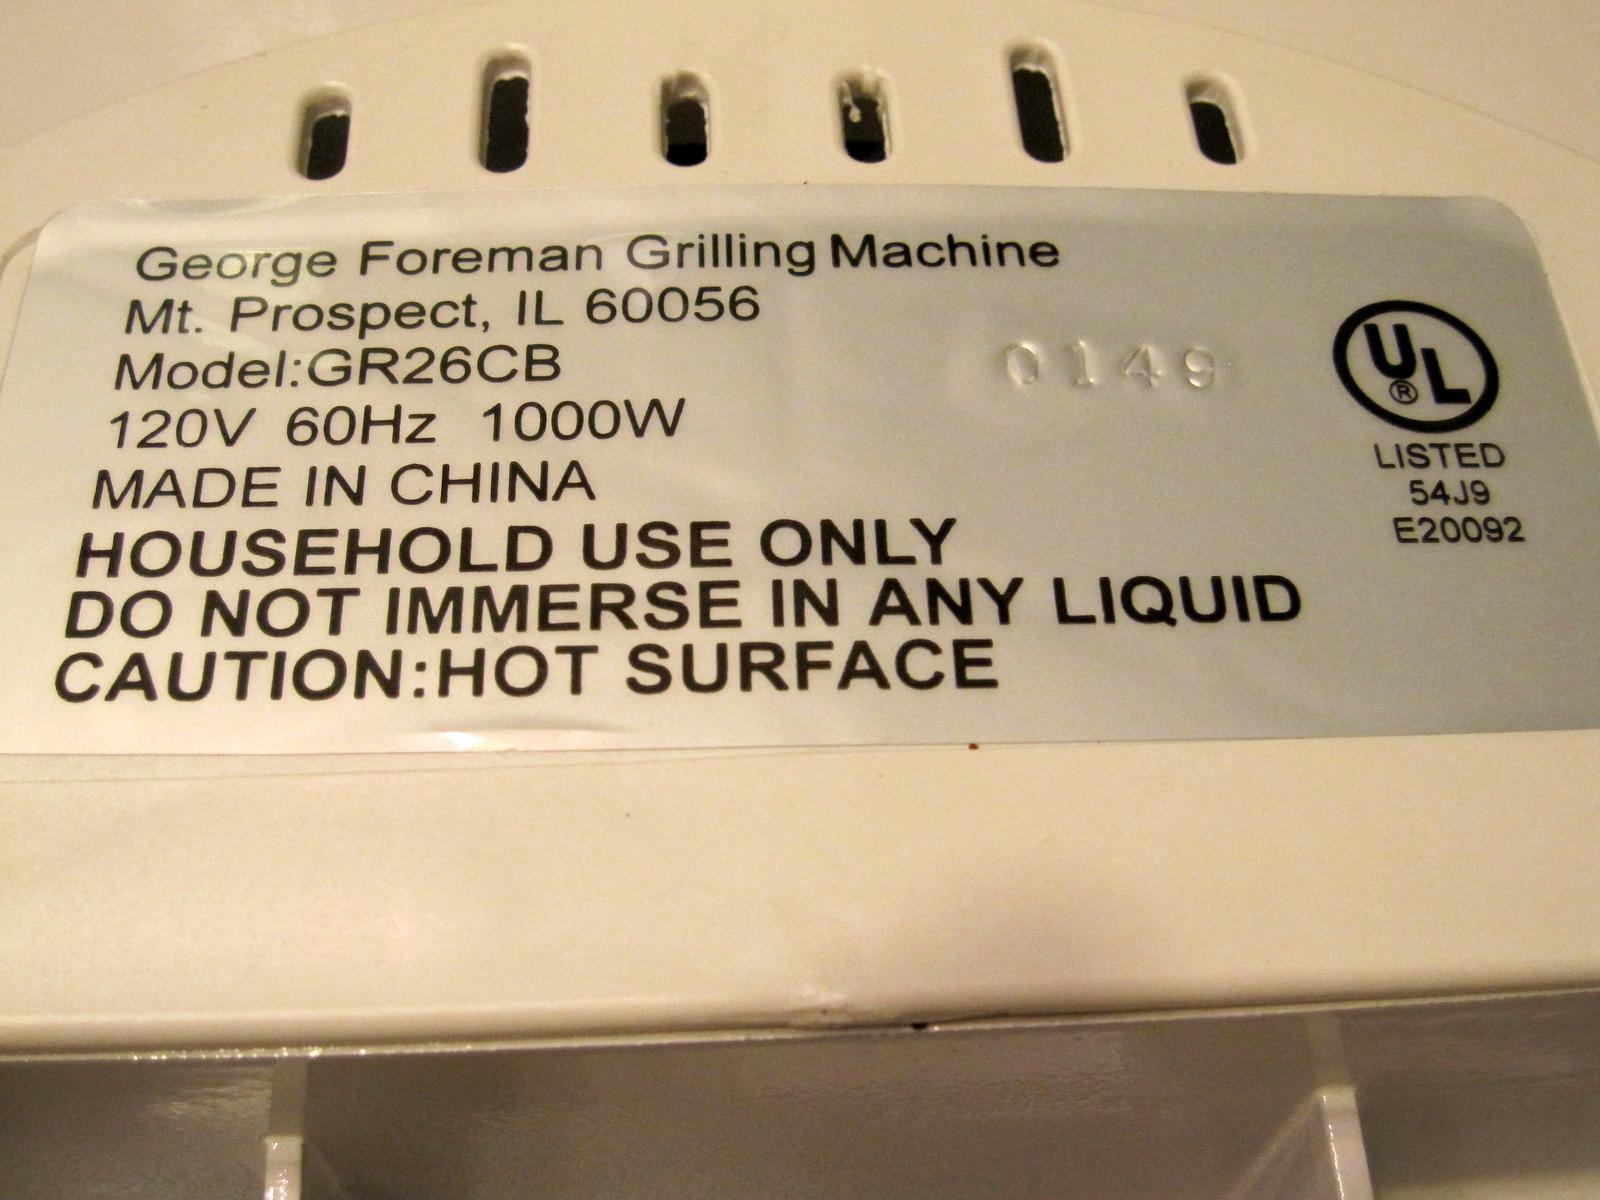 George Foreman Grilling Machine
Mt. Prospect, IL 60056
Model:GR26CB
120V 60Hz 1000W
MADE IN CHINA
HOUSEHOLD USE ONLY
DO NOT IMMERSE IN ANY LIQUID
CAUTION:HOT SURFACE
0149
UL
®
LISTED
54J9
E20092